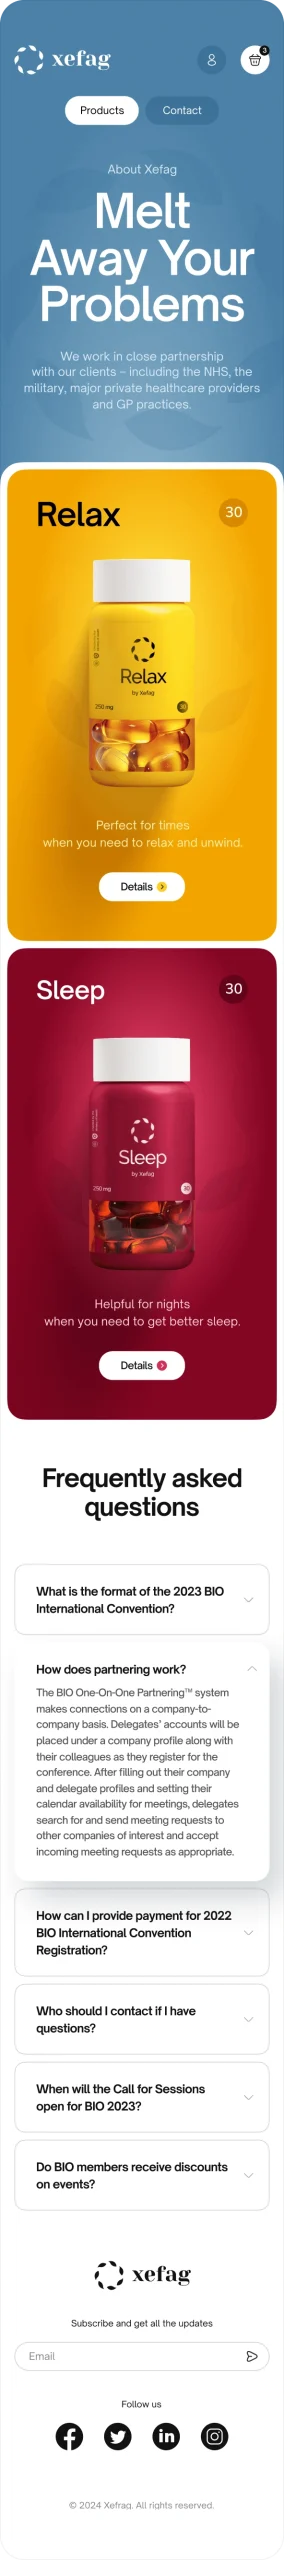 xefag
3
Products
Contact
About Xefag
Melt
Away Your
Problems
We work in close partnership
with our clients – including the NHS, the
military, major private healthcare providers
and GP practices.
Relax
30
Relax
by Xefag
250 mg
30
Perfect for times
when you need to relax and unwind.
Details
Sleep
30
Sleep
by Xefag
250 mg
30
Helpful for nights
when you need to get better sleep.
Details
Frequently asked
questions
What is the format of the 2023 BIO
International Convention?
How does partnering work?
The BIO One-On-One Partnering™ system
makes connections on a company-to-
company basis. Delegates’ accounts will be
placed under a company profile along with
their colleagues as they register for the
conference. After filling out their company
and delegate profiles and setting their
calendar availability for meetings, delegates
search for and send meeting requests to
other companies of interest and accept
incoming meeting requests as appropriate.
How can I provide payment for 2022
BIO International Convention
Registration?
Who should I contact if I have
questions?
When will the Call for Sessions
open for BIO 2023?
Do BIO members receive discounts
on events?
xefag
Subscribe and get all the updates
Email
Follow us
© 2024 Xefrag. All rights reserved.